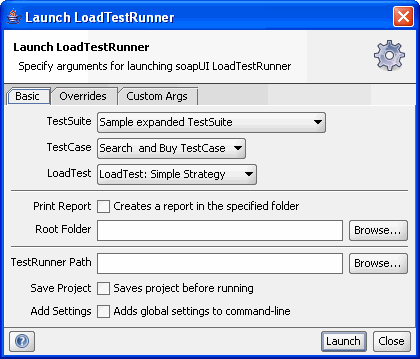 Launch LoadTestRunner
Launch LoadTestRunner
Specify arguments for launching soapUI LoadTestRunner
Basic Overrides Custom Args
TestSuite Sample expanded TestSuite
TestCase Search and Buy TestCase
LoadTest LoadTest: Simple Strategy
Print Report Creates a report in the specified folder
Root Folder Browse...
TestRunner Path Browse...
Save Project Saves project before running
Add Settings Adds global settings to command-line
? Launch Close